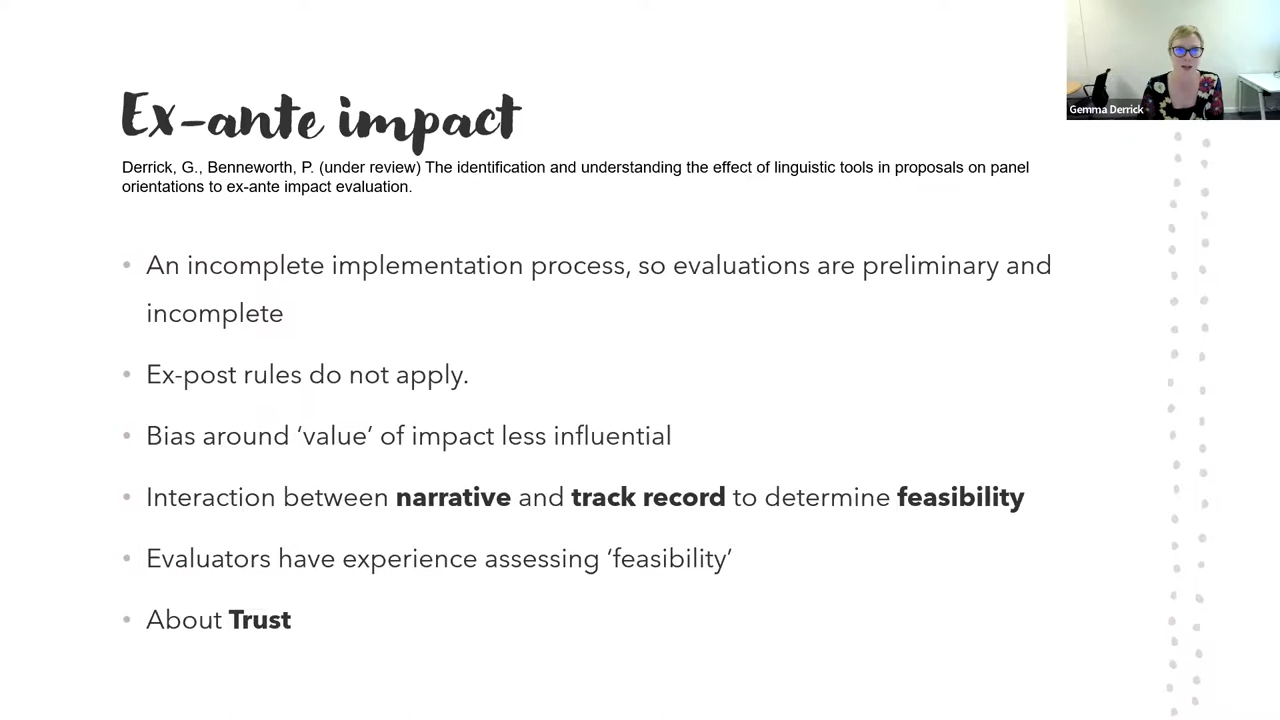 Gemma Derrick
Ex-ante impact
Derrick, G., Benneworth, P. (under review) The identification and understanding the effect of linguistic tools in proposals on panel
orientations to ex-ante impact evaluation.
• An incomplete implementation process, so evaluations are preliminary and
incomplete
• Ex-post rules do not apply.
• Bias around ‘value’ of impact less influential
• Interaction between narrative and track record to determine feasibility
• Evaluators have experience assessing ‘feasibility’
• About Trust